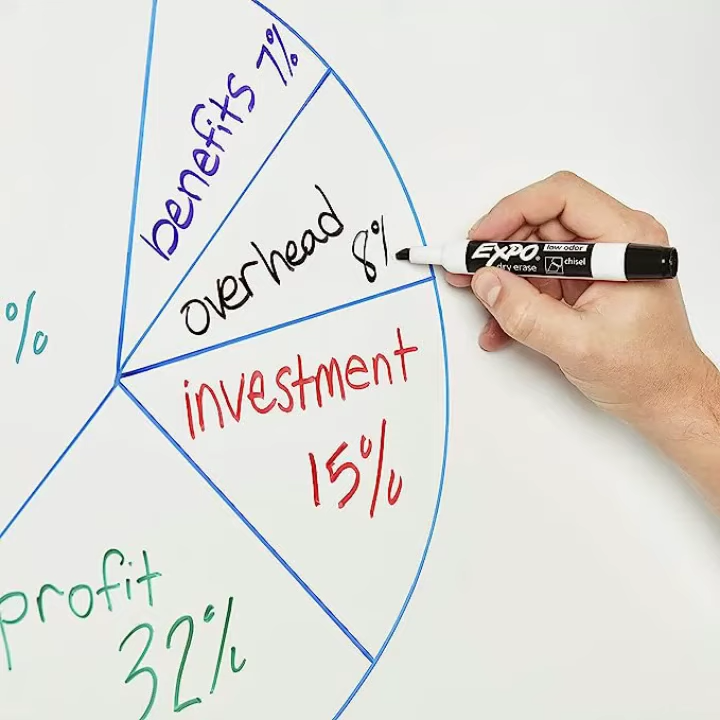 benefits 7%
overhead
8%
EXPO®
low odor
dry erase
chisel
investment
15%
%
profit
32%